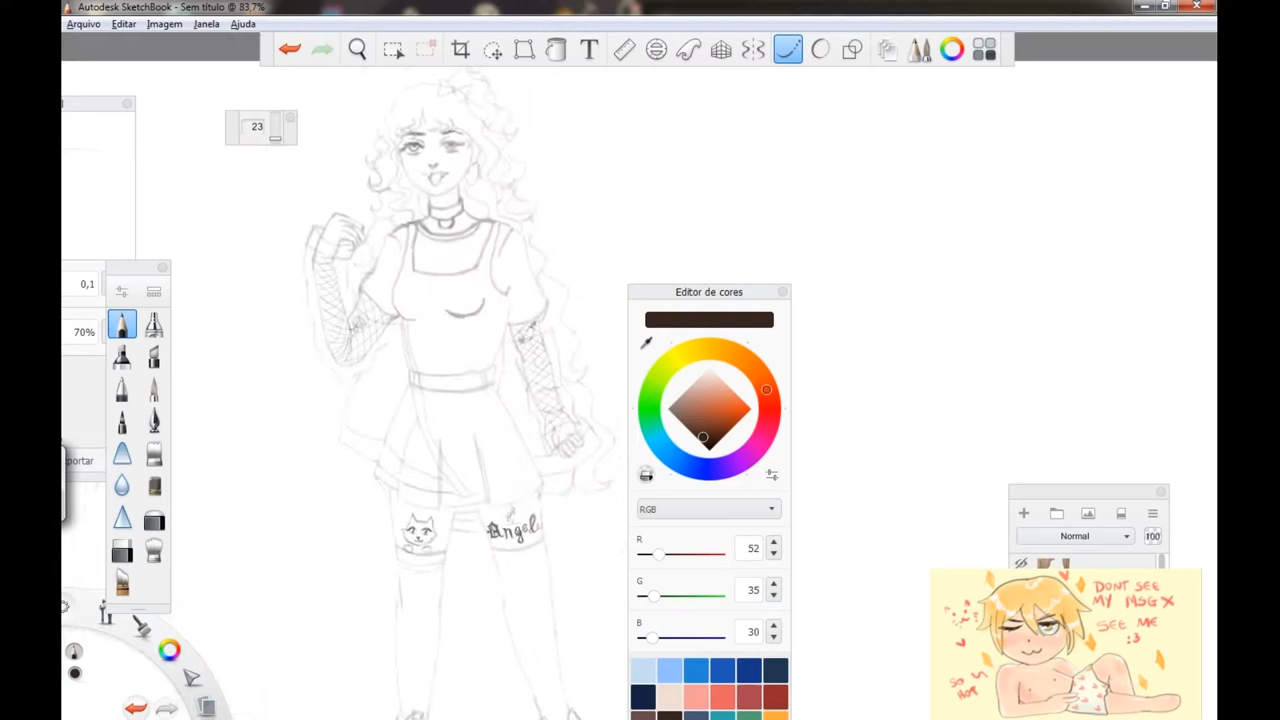 Autodesk SketchBook - Sem título @ 83,7%
Arquivo Editar Imagem Janela Ajuda
T
23
0,1
70%
portar
Editor de cores
RGB
R 52
G 35
B 30
Normal 100
Angel
DONT SEE
MY MSG X
SEE ME
:3
SO
HOT